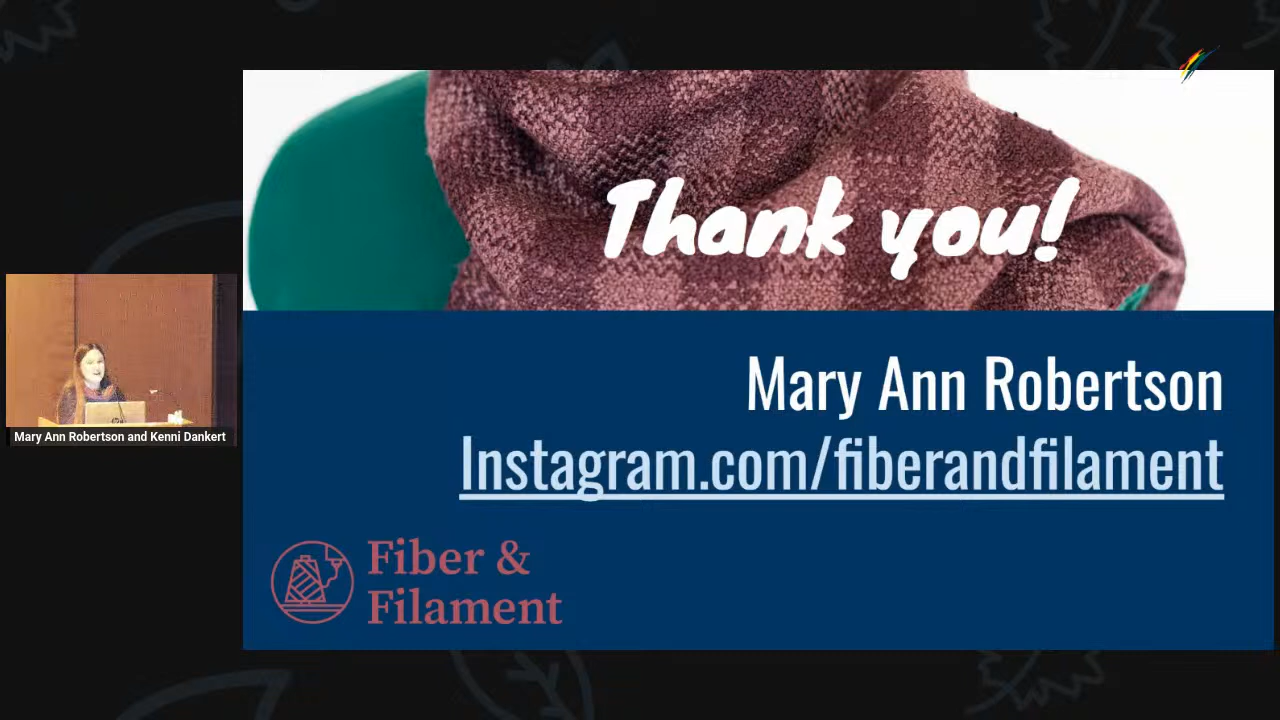 Thank you!
Mary Ann Robertson
Instagram.com/fiberandfilament
Fiber &
Filament
Mary Ann Robertson and Kenni Dankert